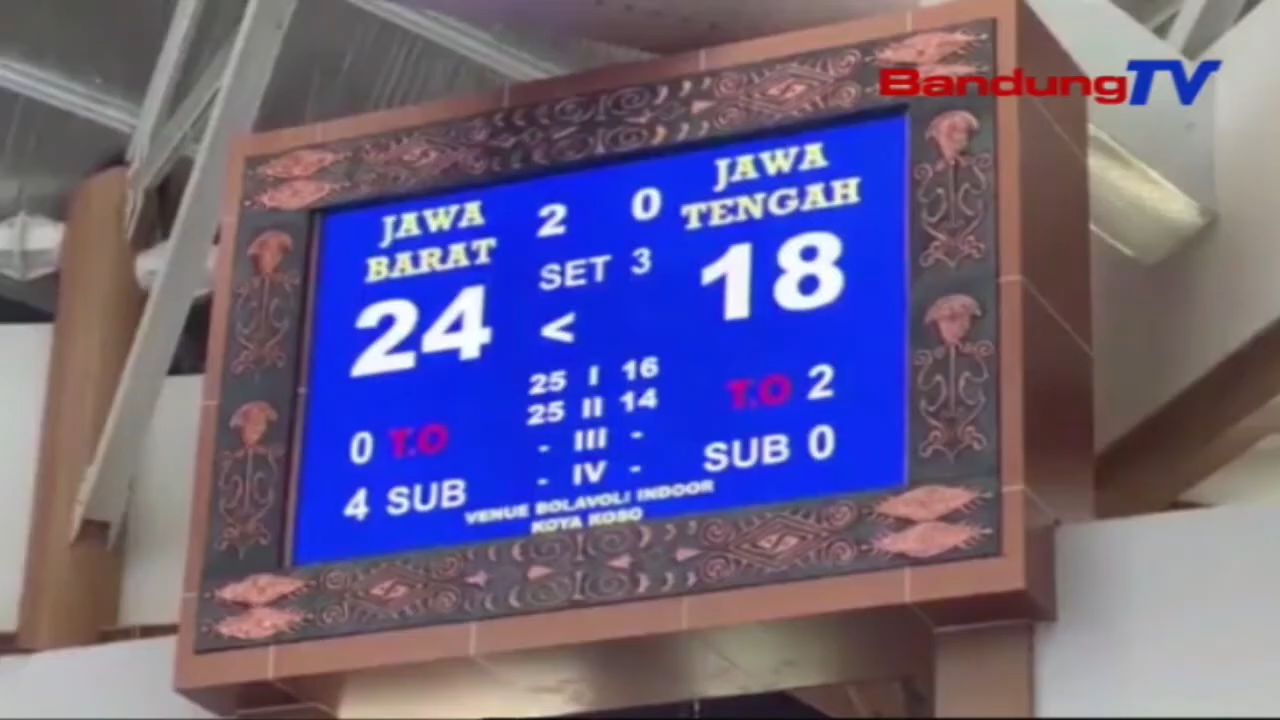 BandungTV
JAWA BARAT 2 0 JAWA TENGAH
SET 3
24 < 18
25 I 16
25 II 14
- III -
- IV -
0 T.O T.O 2
4 SUB SUB 0
VENUE BOLAVOLI INDOOR
KOYA KOSO